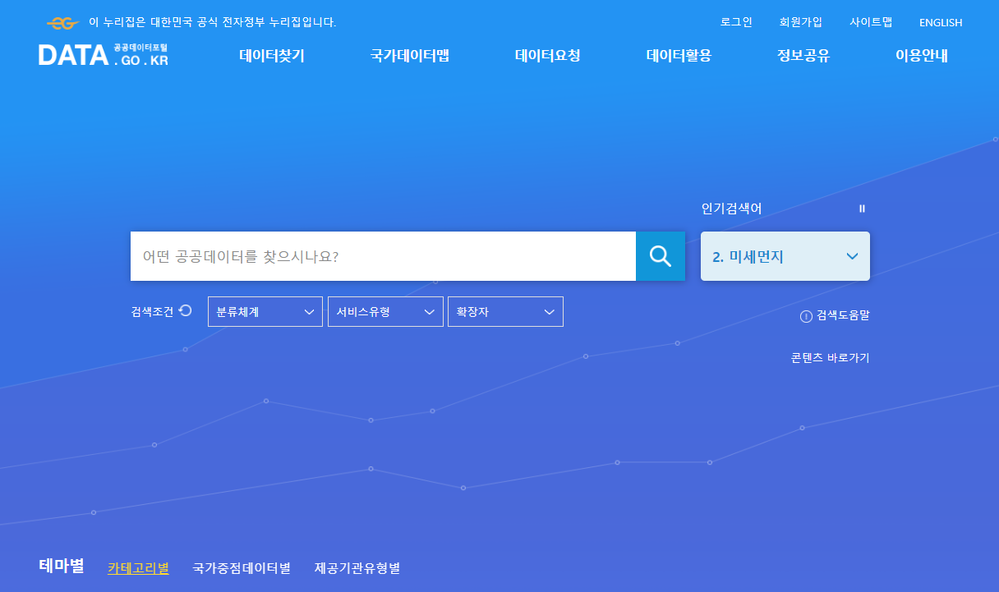 이 누리집은 대한민국 공식 전자정부 누리집입니다.
로그인 회원가입 사이트맵 ENGLISH
DATA 공공데이터포털 .GO.KR
데이터찾기 국가데이터맵 데이터요청 데이터활용 정보공유 이용안내
인기검색어
어떤 공공데이터를 찾으시나요?
2. 미세먼지
검색조건 분류체계 서비스유형 확장자
검색도움말
콘텐츠 바로가기
테마별 카테고리별 국가중점데이터별 제공기관유형별